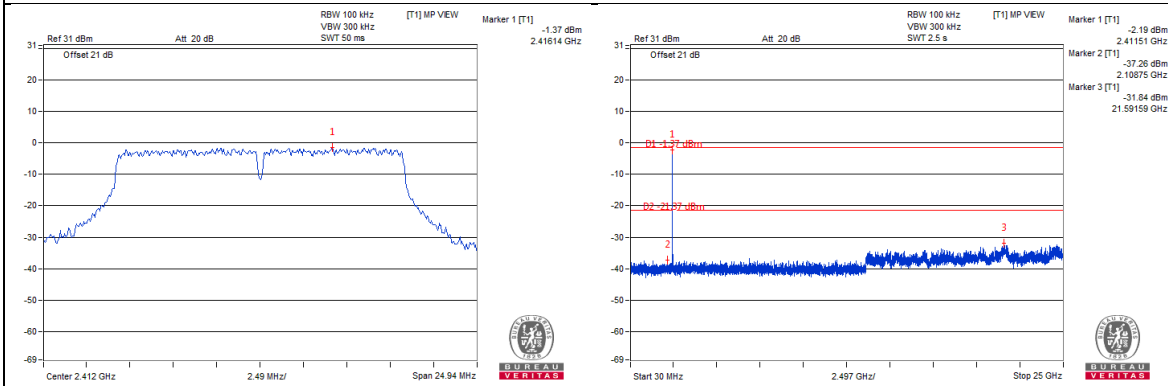 RBW 100 kHz
[T1] MP VIEW
VBW 300 kHz
Ref 31 dBm
Att 20 dB
SWT 50 ms
Marker 1 [T1]
-1.37 dBm
2.41614 GHz
31
Offset 21 dB
20
10
0
-10
-20
-30
-40
-50
-60
-69
1
Center 2.412 GHz
2.49 MHz/
Span 24.94 MHz
BUREAU VERITAS
1828
BUREAU
VERITAS
RBW 100 kHz
[T1] MP VIEW
VBW 300 kHz
Ref 31 dBm
Att 20 dB
SWT 2.5 s
Marker 1 [T1]
-2.19 dBm
2.41151 GHz
Marker 2 [T1]
-37.26 dBm
2.10875 GHz
Marker 3 [T1]
-31.84 dBm
21.59159 GHz
31
Offset 21 dB
20
10
0
-10
-20
-30
-40
-50
-60
-69
1
D1 -1.37 dBm
D2 -21.37 dBm
2
3
Start 30 MHz
2.497 GHz/
Stop 25 GHz
BUREAU VERITAS
1828
BUREAU
VERITAS